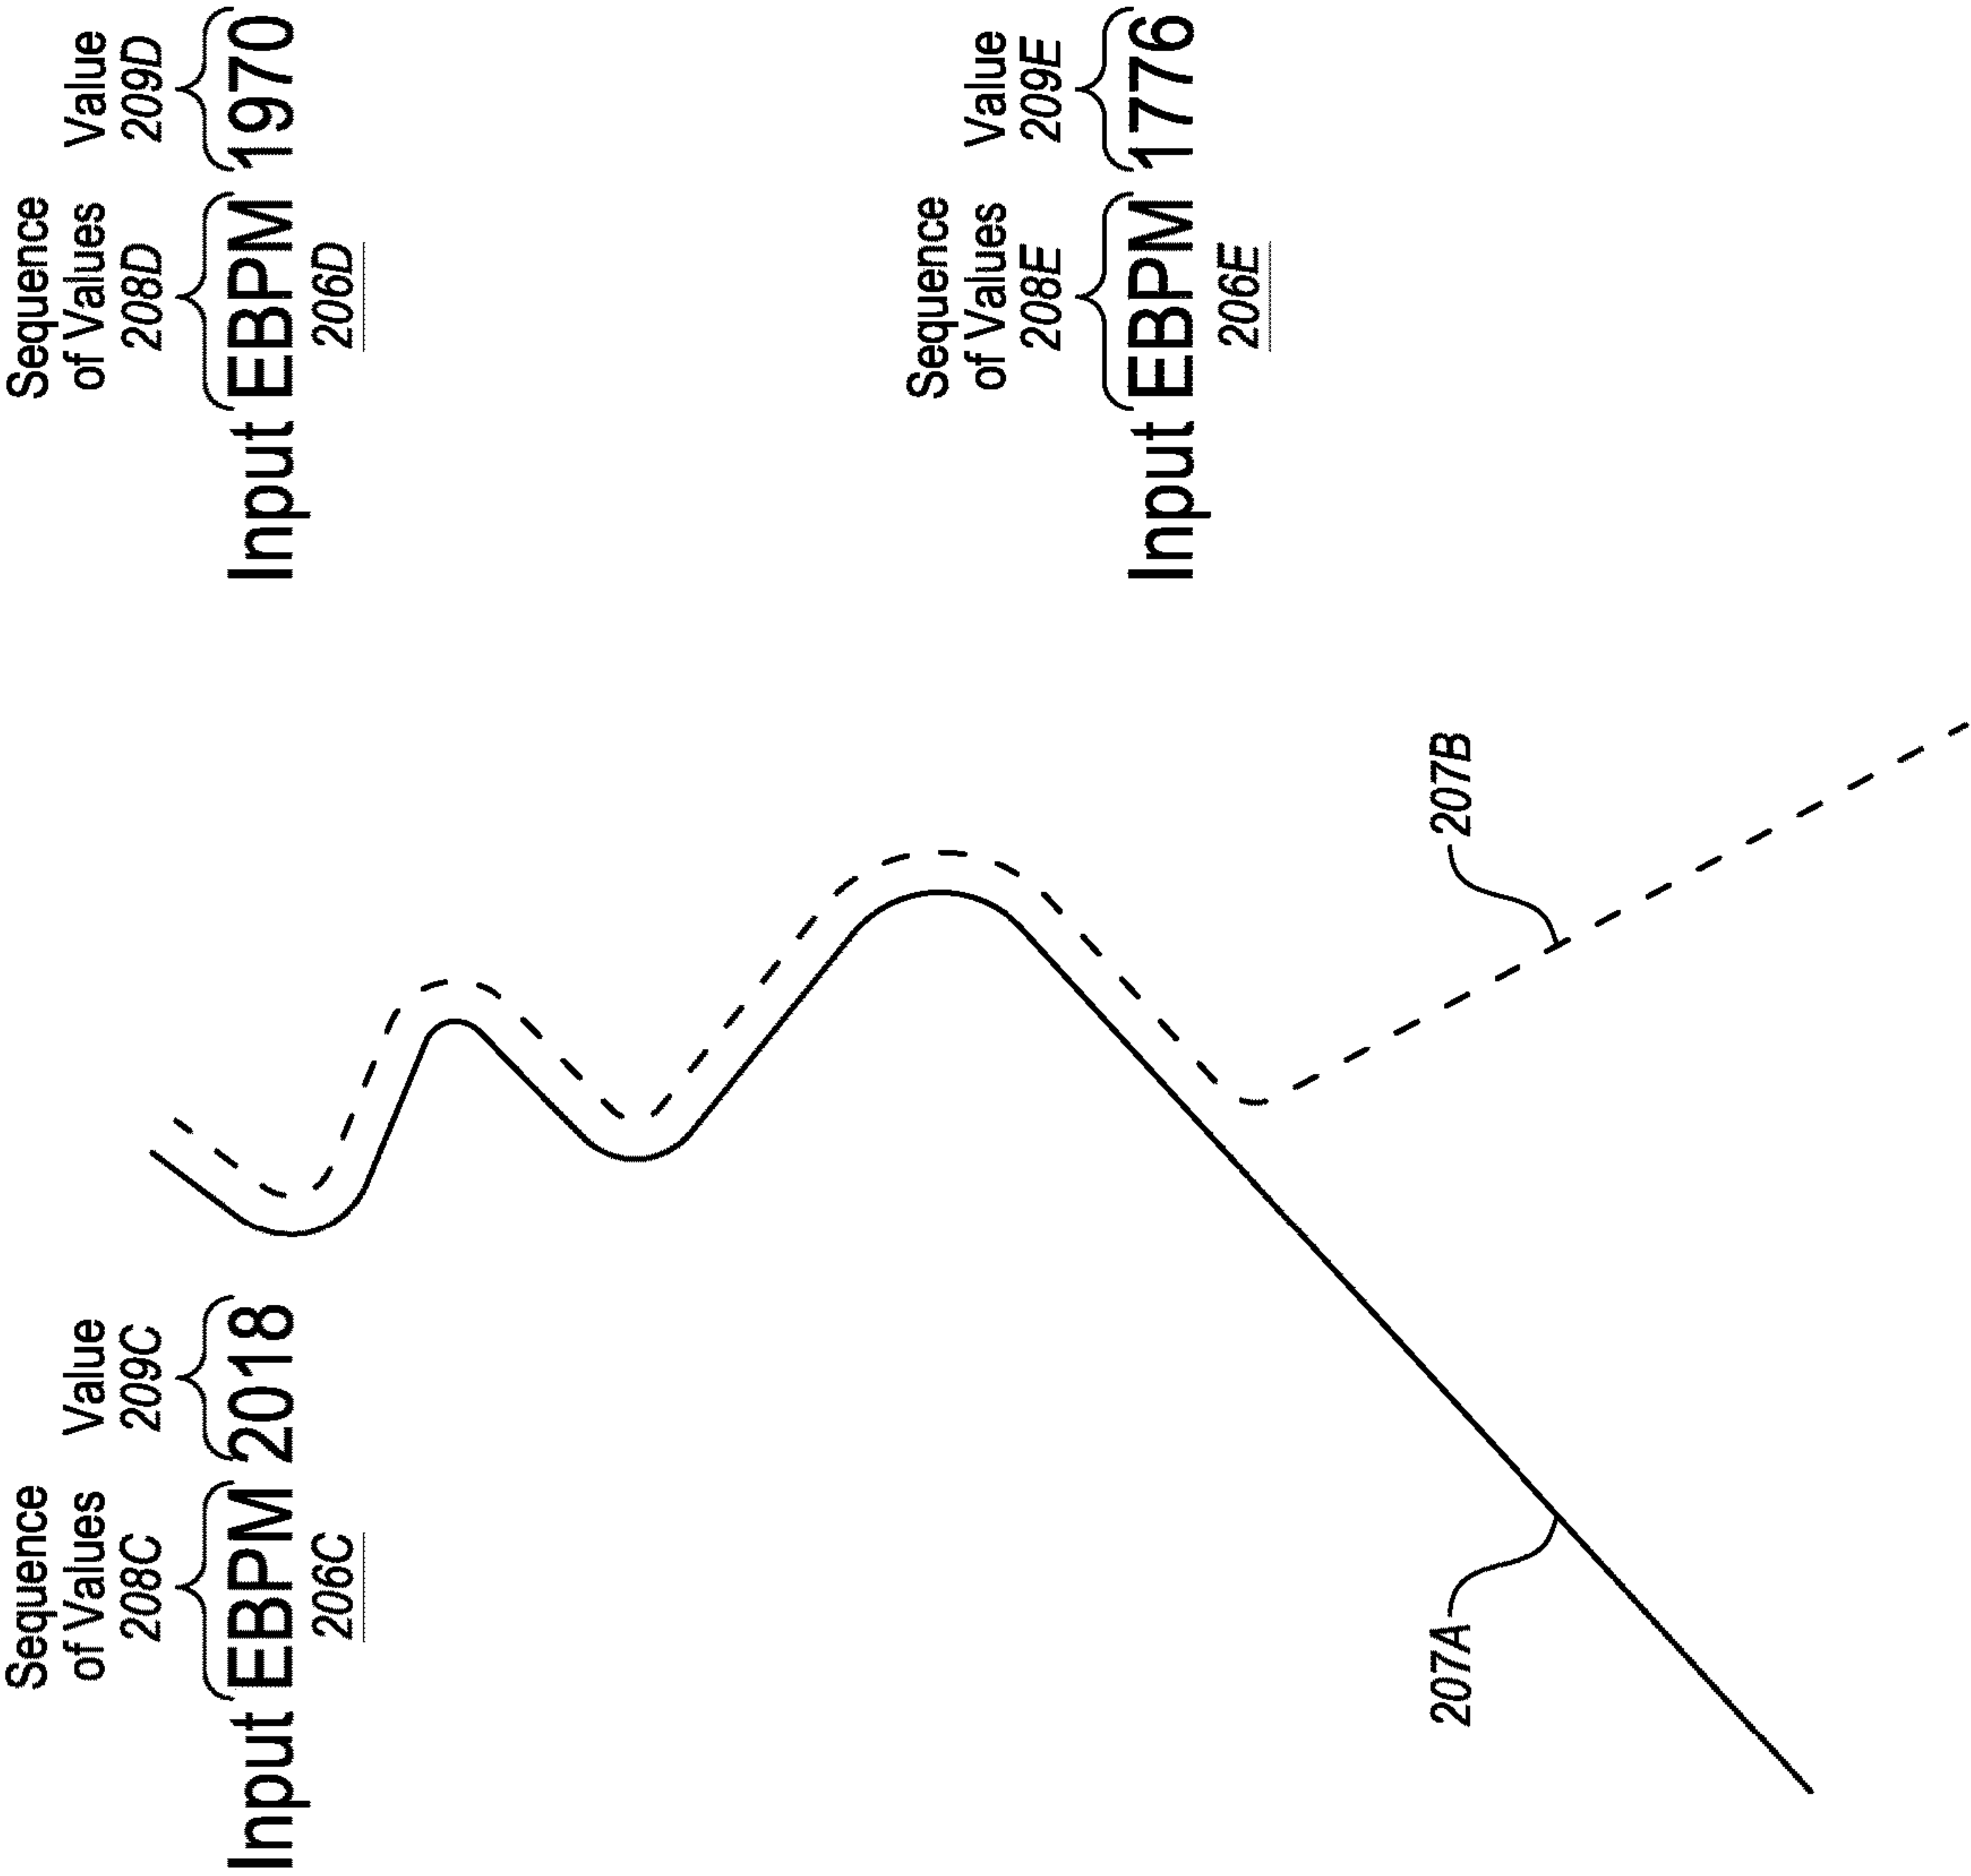 Sequence
of Values
208C
Value
209C
Input EBPM 2018
206C
Sequence
of Values
208D
Value
209D
Input EBPM 1970
206D
Sequence
of Values
208E
Value
209E
Input EBPM 1776
206E
207A
207B